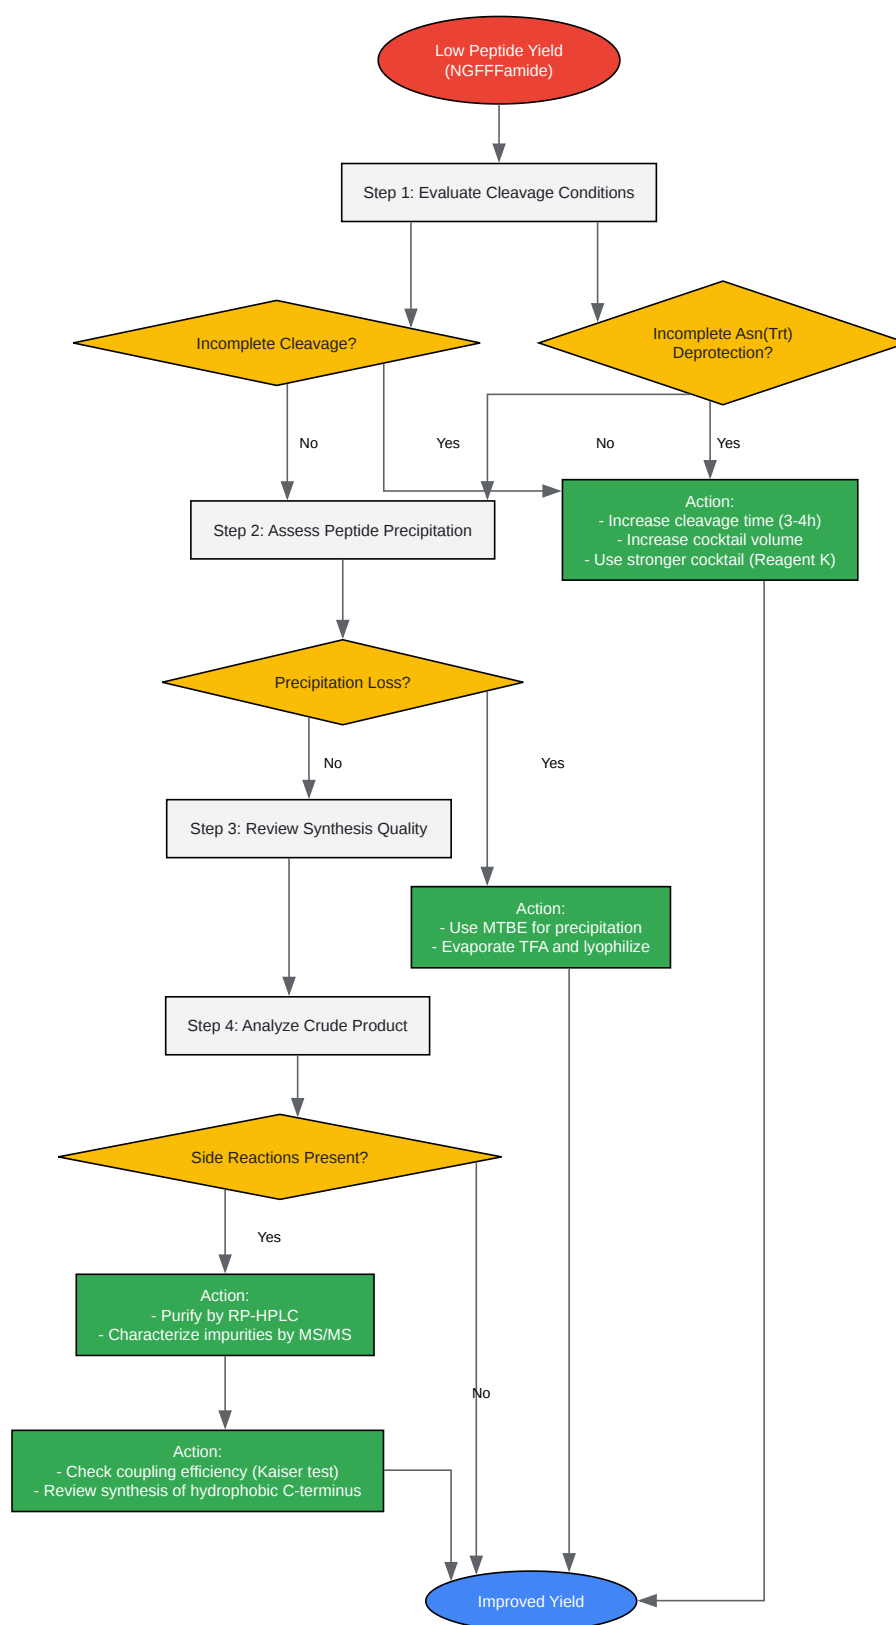 Low Peptide Yield
(NGFFFamide)
Step 1: Evaluate Cleavage Conditions
Incomplete Cleavage?
Incomplete Asn(Trt)
Deprotection?
No
Yes
No
Yes
Action:
- Increase cleavage time (3-4h)
- Increase cocktail volume
- Use stronger cocktail (Reagent K)
Step 2: Assess Peptide Precipitation
Precipitation Loss?
No
Yes
Step 3: Review Synthesis Quality
Action:
- Use MTBE for precipitation
- Evaporate TFA and lyophilize
Step 4: Analyze Crude Product
Side Reactions Present?
Yes
Action:
- Purify by RP-HPLC
- Characterize impurities by MS/MS
No
Action:
- Check coupling efficiency (Kaiser test)
- Review synthesis of hydrophobic C-terminus
Improved Yield